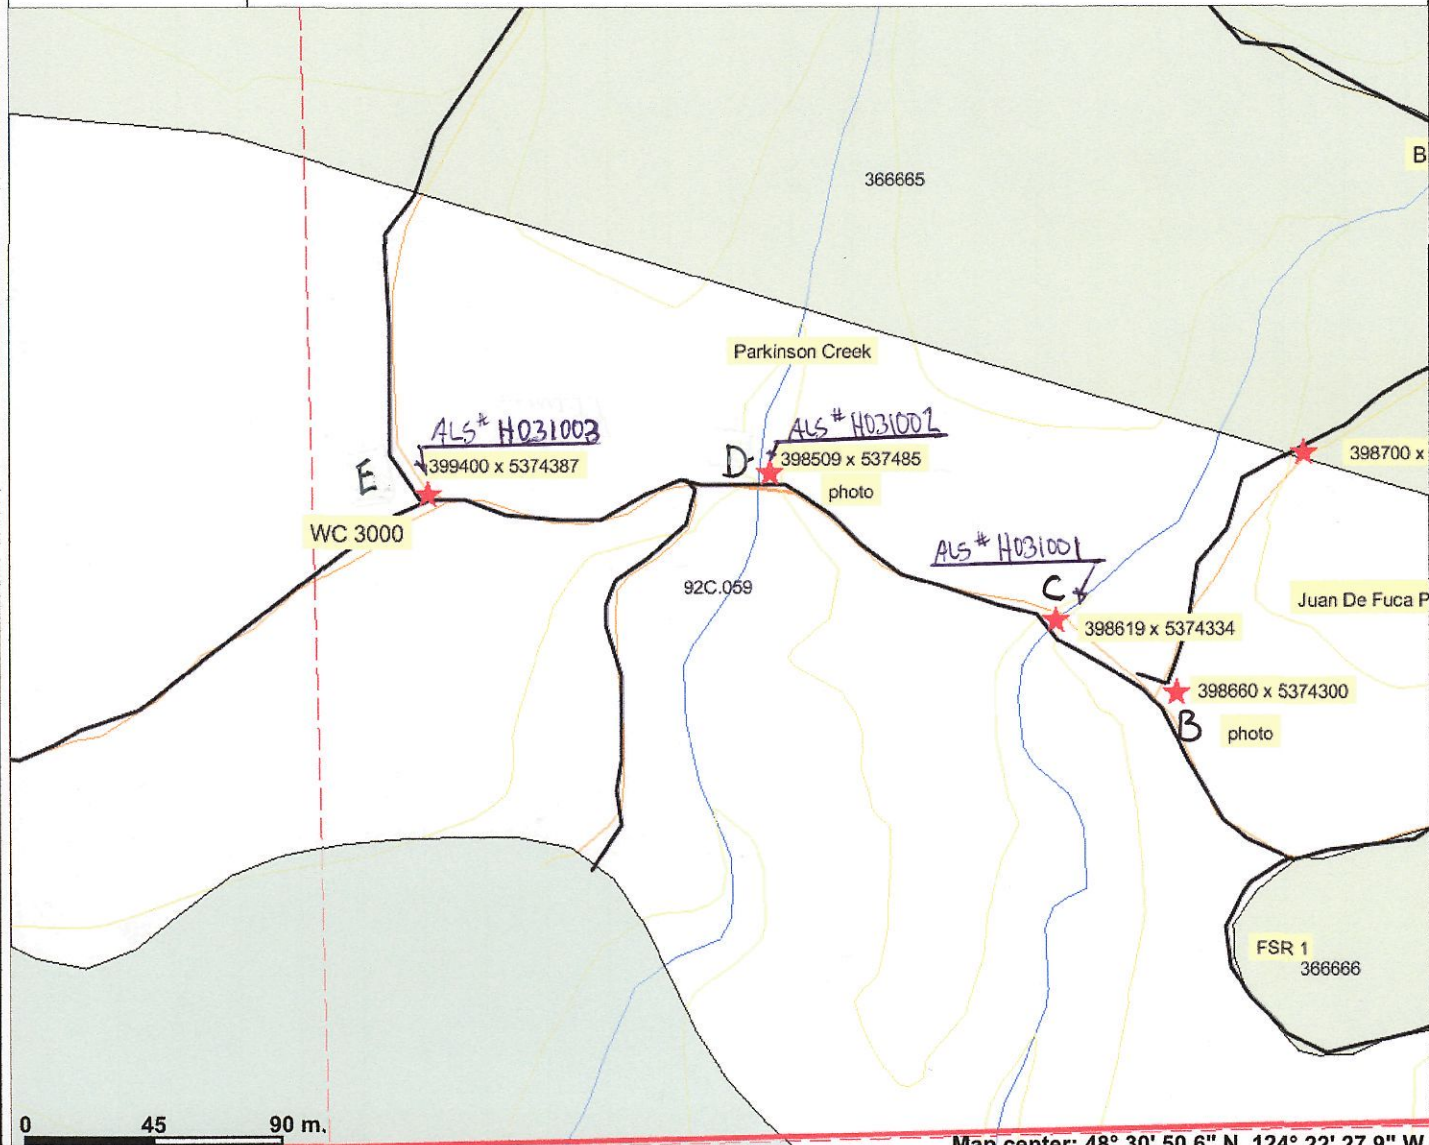 366665
B
Parkinson Creek
ALS# H031003
ALS# H031002
E
399400 x 5374387
D
398509 x 537485
398700 x
photo
WC 3000
ALS# H031001
92C.059
C
Juan De Fuca P
398619 x 5374334
398660 x 5374300
B
photo
FSR 1
366666
0 45 90 m.
Map center: 48° 30' 50.6" N, 124° 22' 27.9" W